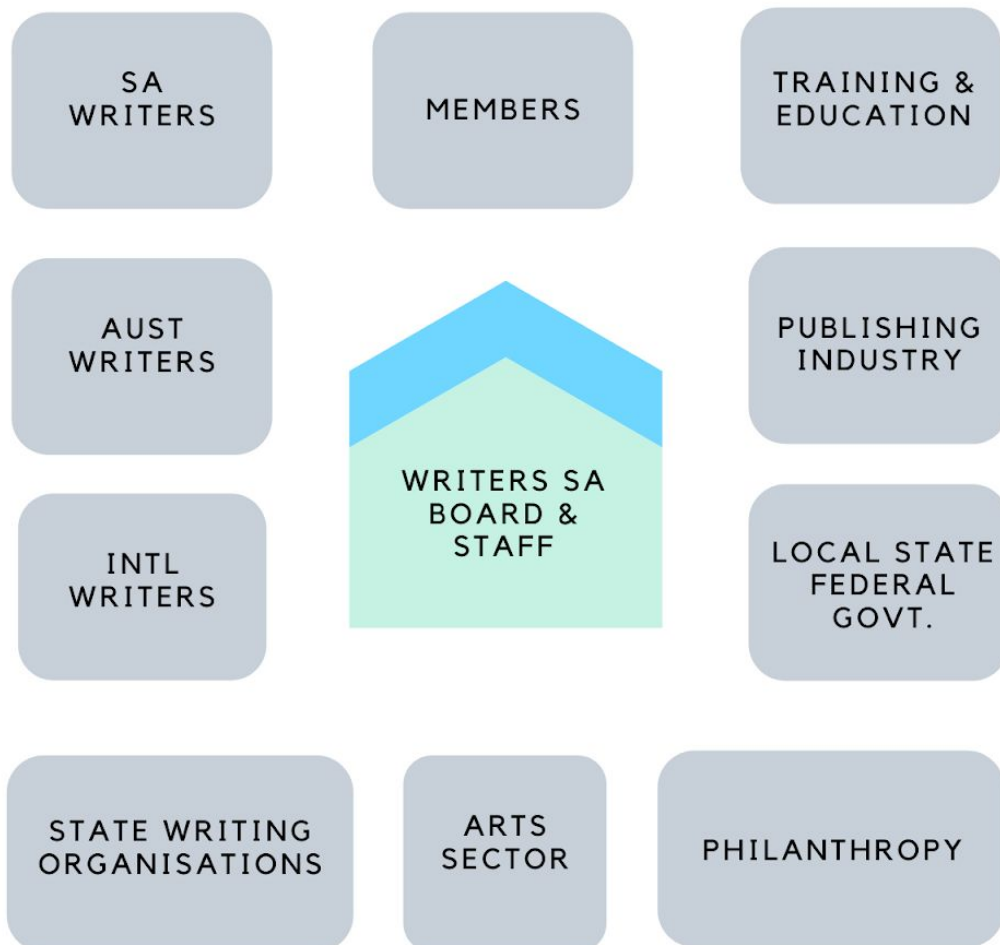 SA
WRITERS
MEMBERS
TRAINING &
EDUCATION
AUST
WRITERS
PUBLISHING
INDUSTRY
WRITERS SA
BOARD &
STAFF
INTL
WRITERS
LOCAL STATE
FEDERAL
GOVT.
STATE WRITING
ORGANISATIONS
ARTS
SECTOR
PHILANTHROPY